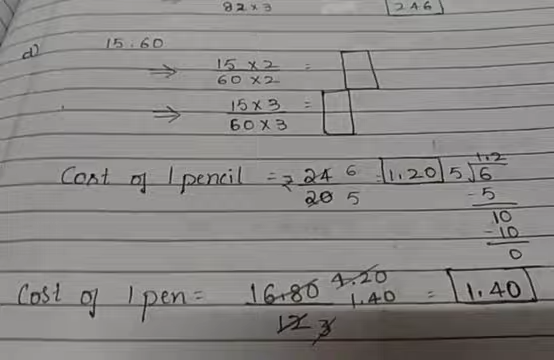 82 × 3 246
d) 15:60
⇒ 15 × 2 / 60 × 2 =
⇒ 15 × 3 / 60 × 3 =
Cost of 1 pencil = 24 6 / 20 5 1.20 5√6 1.2
-5
10
-10
0
Cost of 1 pen = 16.80 4.20 1.40 / 12 3 = 1.40